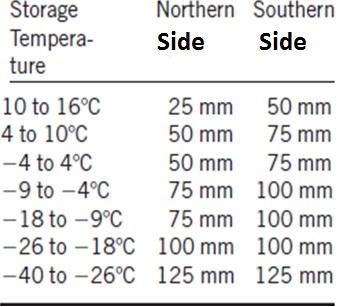 Storage Northern Southern
Tempera- Side Side
ture
10 to 16°C 25 mm 50 mm
4 to 10°C 50 mm 75 mm
−4 to 4°C 50 mm 75 mm
−9 to −4°C 75 mm 100 mm
−18 to −9°C 75 mm 100 mm
−26 to −18°C 100 mm 100 mm
−40 to −26°C 125 mm 125 mm